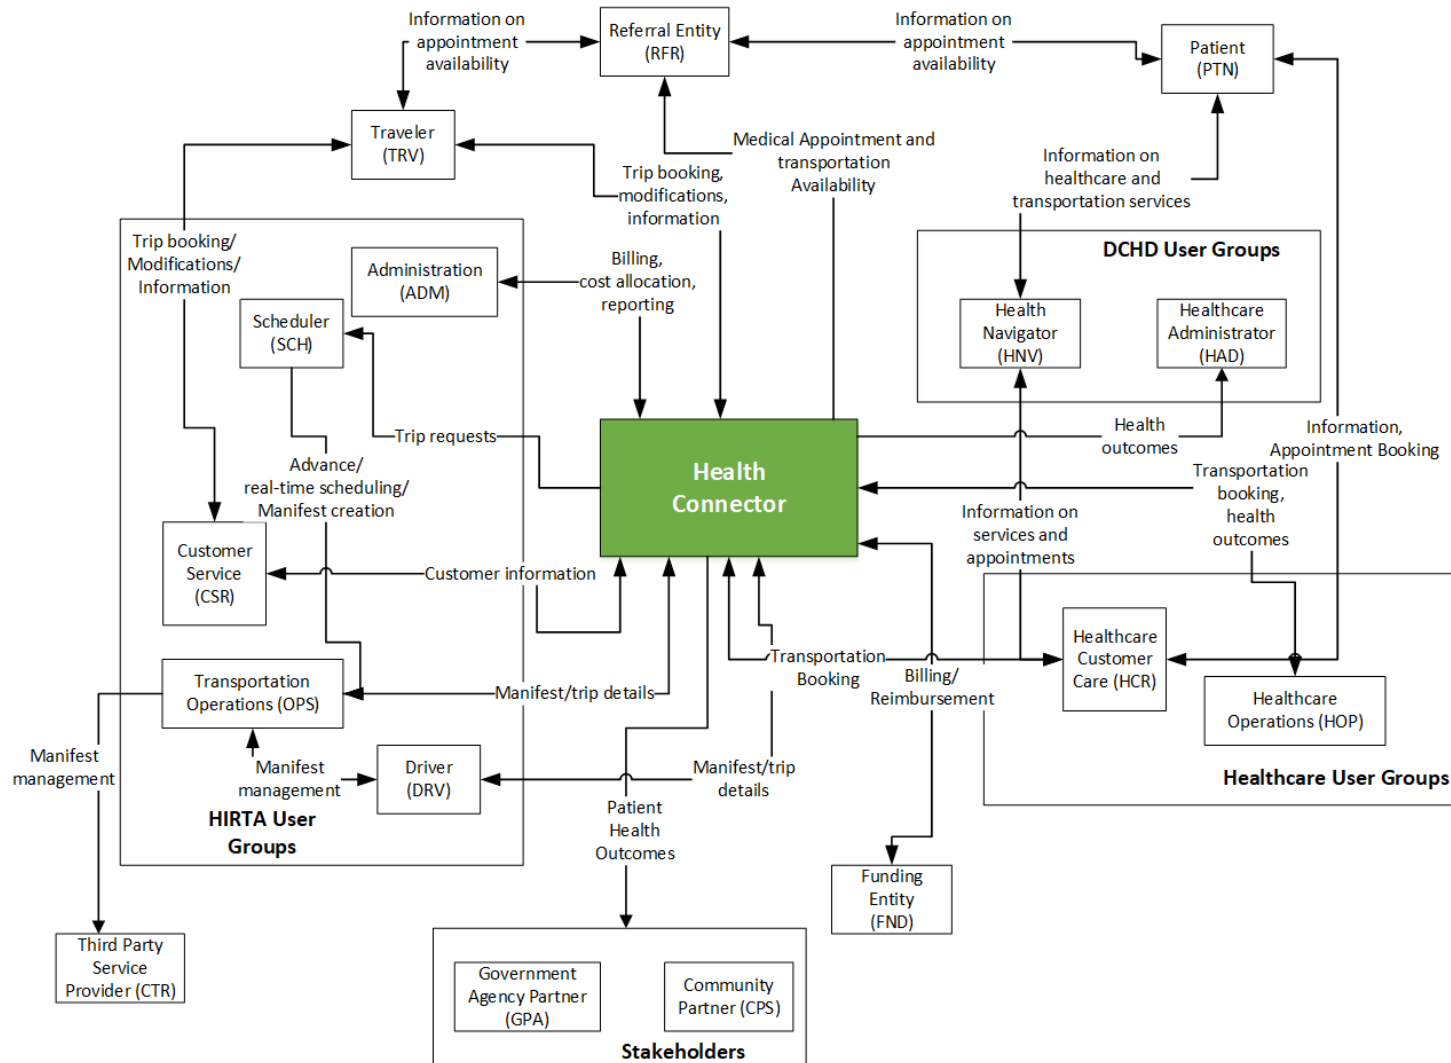 Information on
appointment
availability
Referral Entity
(RFR)
Information on
appointment
availability
Patient
(PTN)
Traveler
(TRV)
Medical Appointment and
transportation
Availability
Trip booking,
modifications,
information
Information on
healthcare and
transportation services
Trip booking/
Modifications/
Information
Administration
(ADM)
Billing,
cost allocation,
reporting
DCHD User Groups
Scheduler
(SCH)
Health
Navigator
(HNV)
Healthcare
Administrator
(HAD)
Trip requests
Health
outcomes
Information,
Appointment Booking
Advance/
real-time scheduling/
Manifest creation
Health
Connector
Transportation
booking,
health
outcomes
Information on
services and
appointments
Customer
Service
(CSR)
Customer information
Healthcare
Customer
Care (HCR)
Transportation
Booking
Billing/
Reimbursement
Transportation
Operations (OPS)
Manifest/trip details
Healthcare
Operations (HOP)
Manifest
management
Manifest
management
Driver
(DRV)
Manifest/trip
details
Healthcare User Groups
HIRTA User
Groups
Patient
Health
Outcomes
Funding
Entity
(FND)
Third Party
Service
Provider (CTR)
Government
Agency Partner
(GPA)
Community
Partner (CPS)
Stakeholders